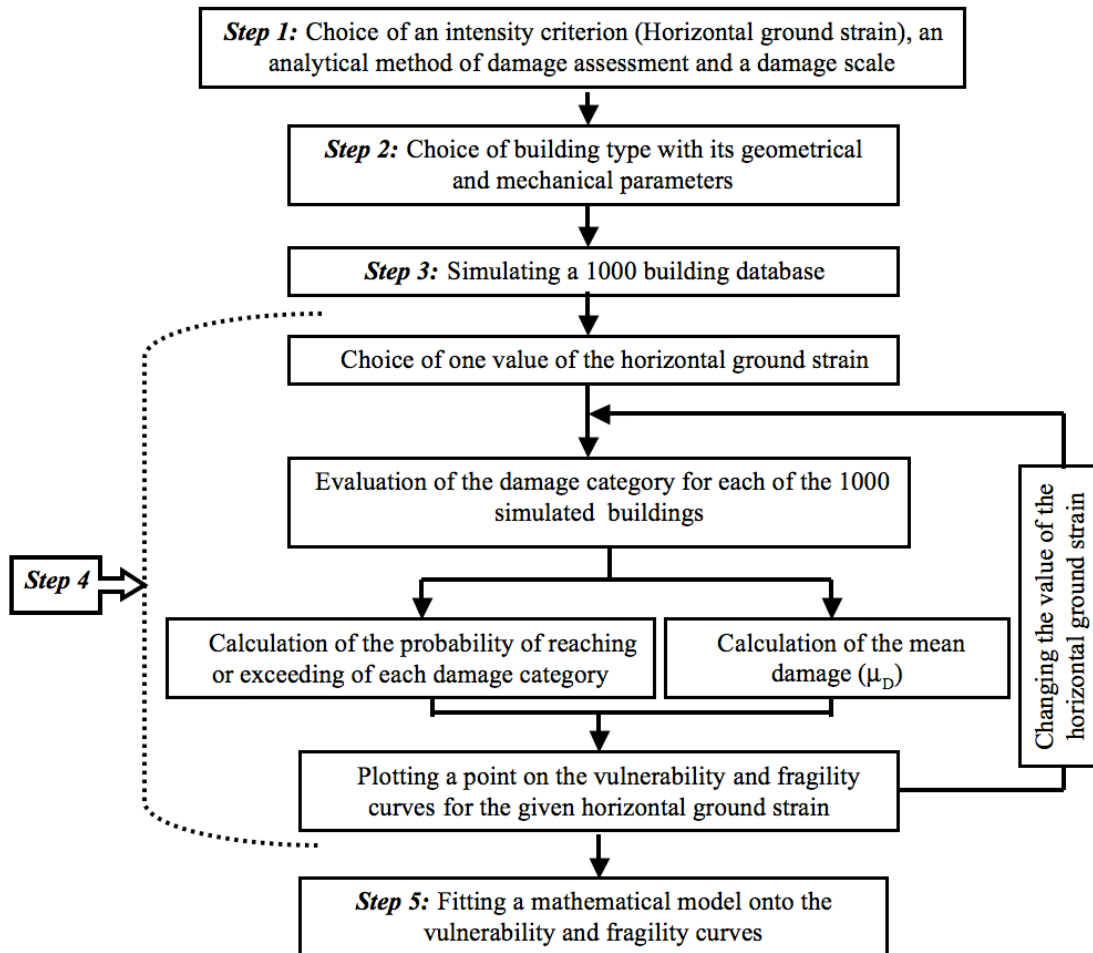 Step 1: Choice of an intensity criterion (Horizontal ground strain), an
analytical method of damage assessment and a damage scale
Step 2: Choice of building type with its geometrical
and mechanical parameters
Step 3: Simulating a 1000 building database
Choice of one value of the horizontal ground strain
Evaluation of the damage category for each of the 1000
simulated buildings
Step 4
Calculation of the probability of reaching
or exceeding of each damage category
Calculation of the mean
damage (μD)
Changing the value of the
horizontal ground strain
Plotting a point on the vulnerability and fragility
curves for the given horizontal ground strain
Step 5: Fitting a mathematical model onto the
vulnerability and fragility curves